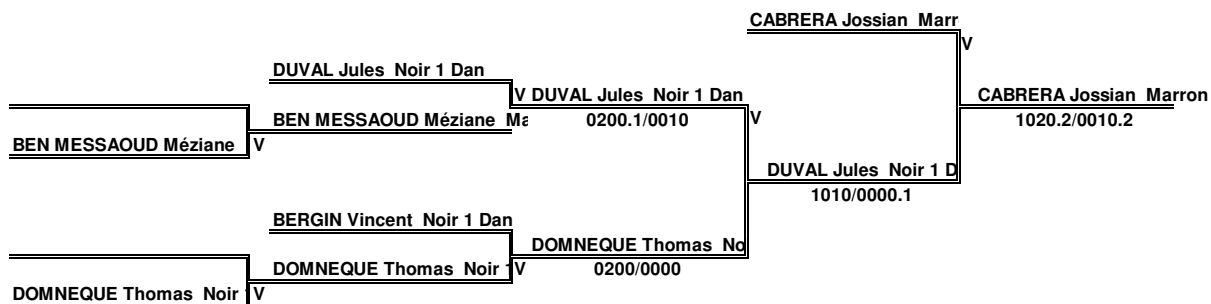 CABRERA Jossian Marr
V
DUVAL Jules Noir 1 Dan
V DUVAL Jules Noir 1 Dan
CABRERA Jossian Marron
BEN MESSAOUD Méziane Ma
0200.1/0010
V
1020.2/0010.2
BEN MESSAOUD Méziane
V
DUVAL Jules Noir 1 D
1010/0000.1
BERGIN Vincent Noir 1 Dan
DOMNEQUE Thomas No
DOMNEQUE Thomas Noir 1
V
0200/0000
DOMNEQUE Thomas Noir 1
V